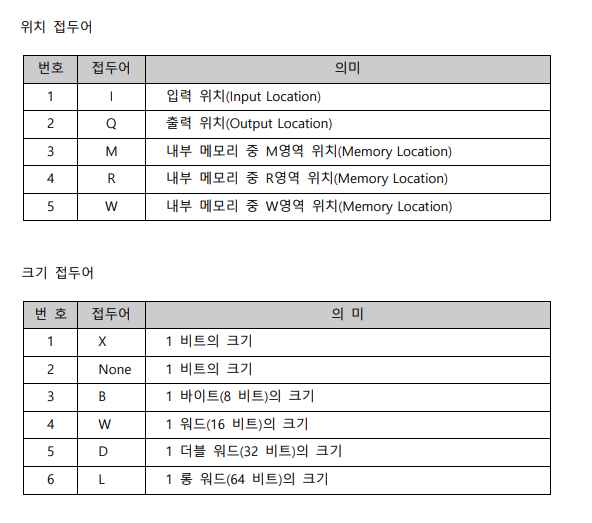 위치 접두어
번호 접두어 의미
1 I 입력 위치(Input Location)
2 Q 출력 위치(Output Location)
3 M 내부 메모리 중 M영역 위치(Memory Location)
4 R 내부 메모리 중 R영역 위치(Memory Location)
5 W 내부 메모리 중 W영역 위치(Memory Location)
크기 접두어
번 호 접두어 의 미
1 X 1 비트의 크기
2 None 1 비트의 크기
3 B 1 바이트(8 비트)의 크기
4 W 1 워드(16 비트)의 크기
5 D 1 더블 워드(32 비트)의 크기
6 L 1 롱 워드(64 비트)의 크기